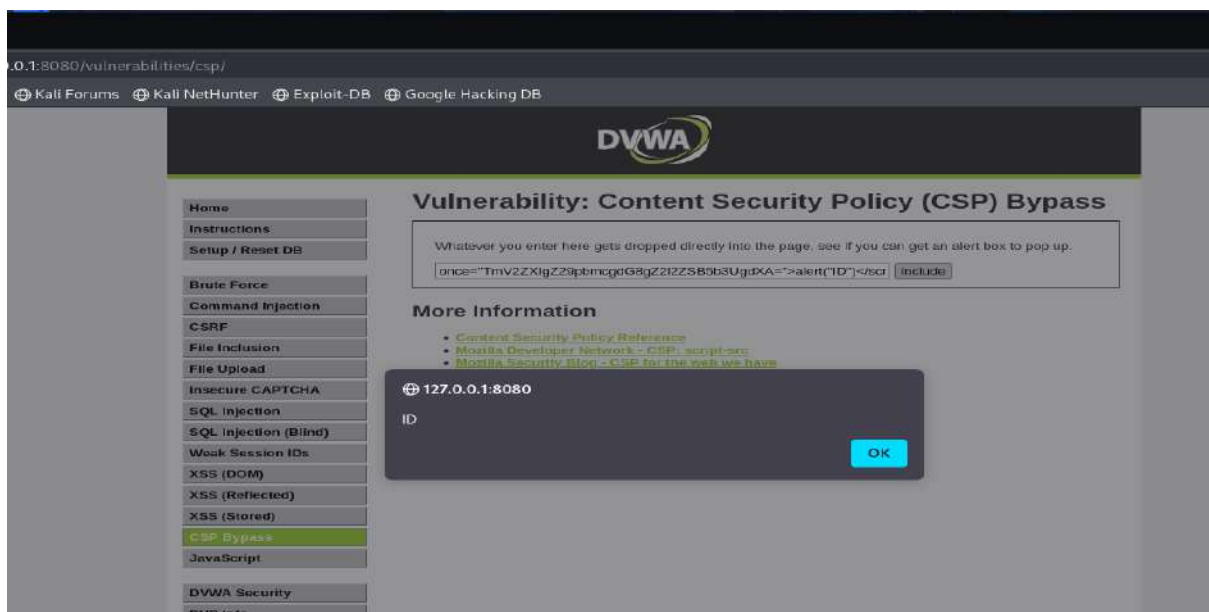 .0.1:8080/vulnerabilities/csp/
Kali Forums Kali NetHunter Exploit-DB Google Hacking DB
DVWA
Vulnerability: Content Security Policy (CSP) Bypass
Home
Instructions
Setup / Reset DB
Brute Force
Command Injection
CSRF
File Inclusion
File Upload
Insecure CAPTCHA
SQL Injection
SQL Injection (Blind)
Weak Session IDs
XSS (DOM)
XSS (Reflected)
XSS (Stored)
CSP Bypass
JavaScript
DVWA Security
Whatever you enter here gets dropped directly into the page, see if you can get an alert box to pop up.
once="TmV2ZXIgZ29pbmcgdG8gZ2l2ZSB5b3UgdXA=">alert("ID")</scr Include
More Information
Content Security Policy Reference
Mozilla Developer Network - CSP: script-src
Mozilla Security Blog - CSP for the web we have
127.0.0.1:8080
ID
OK